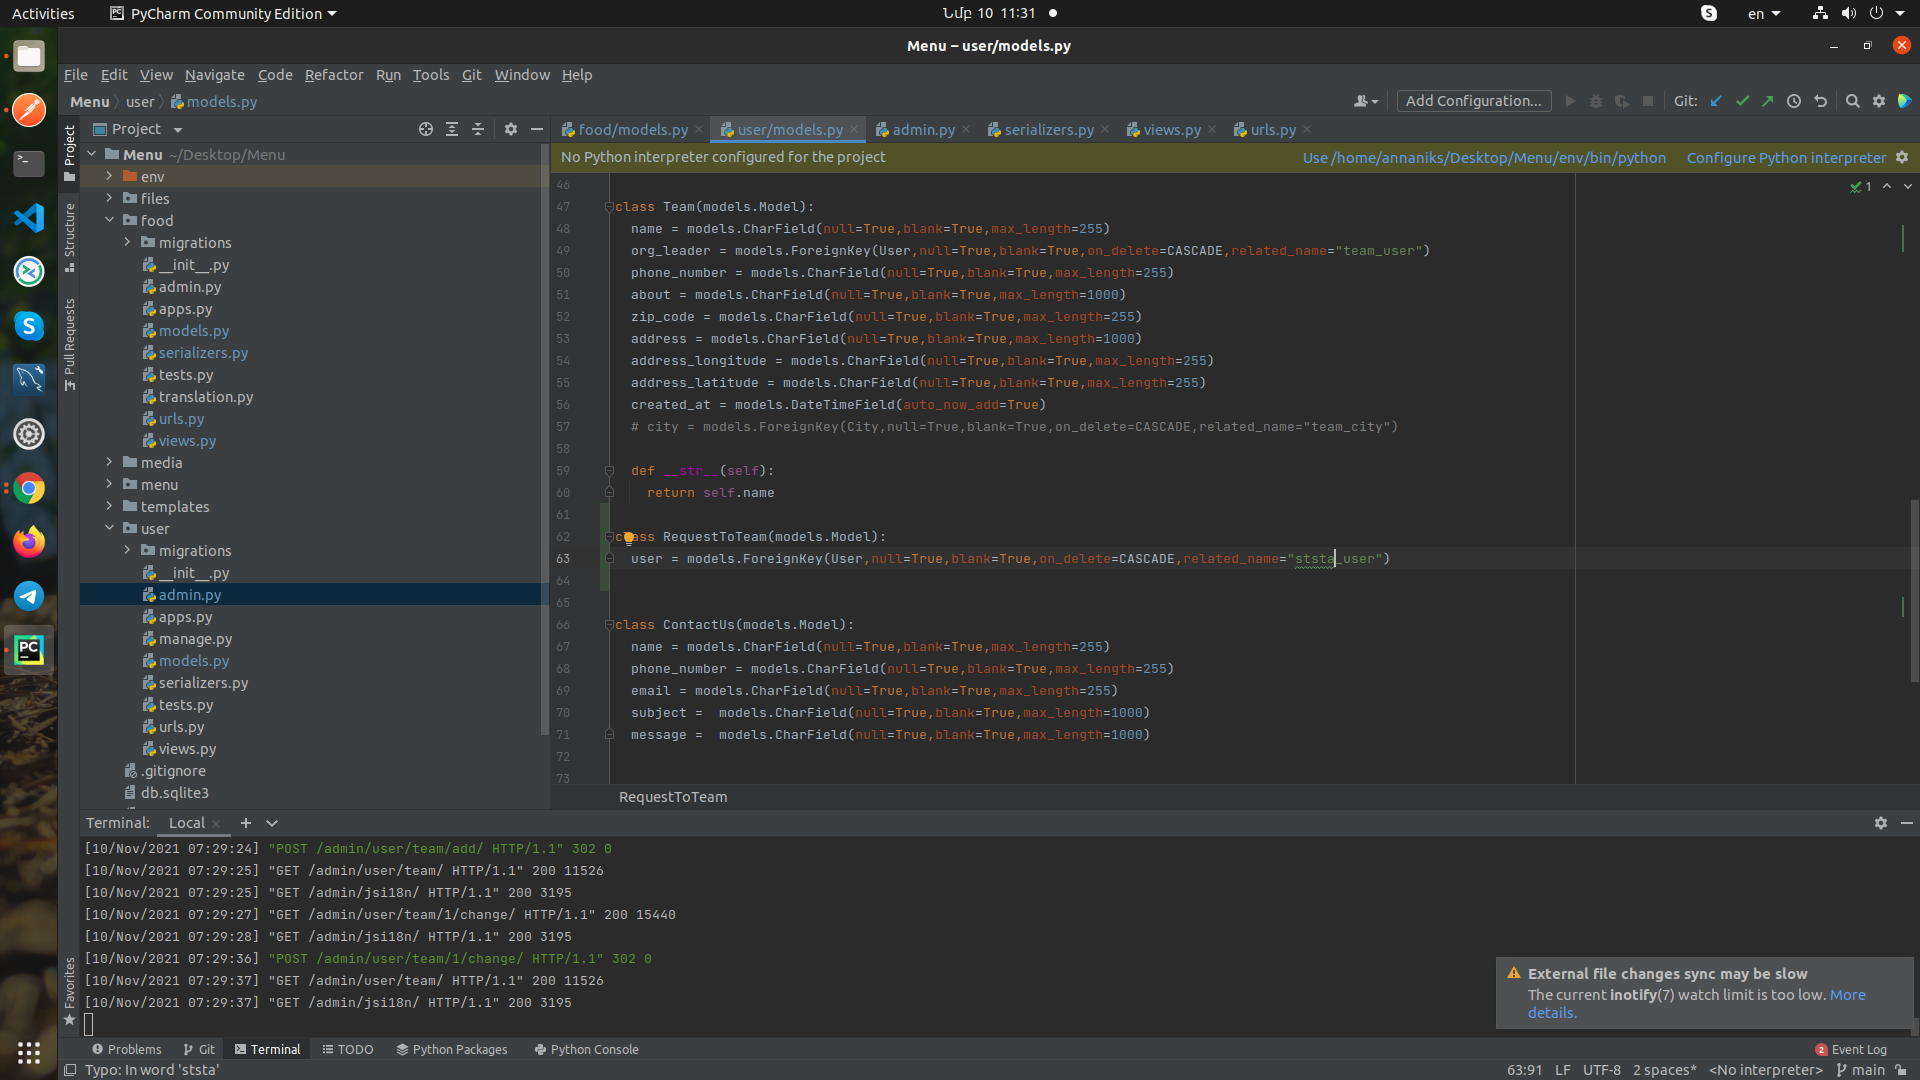 Activities
PyCharm Community Edition
Նմբ 10 11:31
en
Menu – user/models.py
File Edit View Navigate Code Refactor Run Tools Git Window Help
Menu user models.py
Add Configuration...
Git:
Project
food/models.py
user/models.py
admin.py
serializers.py
views.py
urls.py
No Python interpreter configured for the project
Use /home/annaniks/Desktop/Menu/env/bin/python
Configure Python interpreter
Project
Structure
Pull Requests
Favorites
Menu ~/Desktop/Menu
env
files
food
migrations
__init__.py
admin.py
apps.py
models.py
serializers.py
tests.py
translation.py
urls.py
views.py
media
menu
templates
user
migrations
__init__.py
admin.py
apps.py
manage.py
models.py
serializers.py
tests.py
urls.py
views.py
.gitignore
db.sqlite3
1
46
47 class Team(models.Model):
48 name = models.CharField(null=True,blank=True,max_length=255)
49 org_leader = models.ForeignKey(User,null=True,blank=True,on_delete=CASCADE,related_name="team_user")
50 phone_number = models.CharField(null=True,blank=True,max_length=255)
51 about = models.CharField(null=True,blank=True,max_length=1000)
52 zip_code = models.CharField(null=True,blank=True,max_length=255)
53 address = models.CharField(null=True,blank=True,max_length=1000)
54 address_longitude = models.CharField(null=True,blank=True,max_length=255)
55 address_latitude = models.CharField(null=True,blank=True,max_length=255)
56 created_at = models.DateTimeField(auto_now_add=True)
57 # city = models.ForeignKey(City,null=True,blank=True,on_delete=CASCADE,related_name="team_city")
58
59 def __str__(self):
60 return self.name
61
62 class RequestToTeam(models.Model):
63 user = models.ForeignKey(User,null=True,blank=True,on_delete=CASCADE,related_name="ststa_user")
64
65
66 class ContactUs(models.Model):
67 name = models.CharField(null=True,blank=True,max_length=255)
68 phone_number = models.CharField(null=True,blank=True,max_length=255)
69 email = models.CharField(null=True,blank=True,max_length=255)
70 subject =  models.CharField(null=True,blank=True,max_length=1000)
71 message =  models.CharField(null=True,blank=True,max_length=1000)
72
73
RequestToTeam
Terminal: Local
[10/Nov/2021 07:29:24] "POST /admin/user/team/add/ HTTP/1.1" 302 0
[10/Nov/2021 07:29:25] "GET /admin/user/team/ HTTP/1.1" 200 11526
[10/Nov/2021 07:29:25] "GET /admin/jsi18n/ HTTP/1.1" 200 3195
[10/Nov/2021 07:29:27] "GET /admin/user/team/1/change/ HTTP/1.1" 200 15440
[10/Nov/2021 07:29:28] "GET /admin/jsi18n/ HTTP/1.1" 200 3195
[10/Nov/2021 07:29:36] "POST /admin/user/team/1/change/ HTTP/1.1" 302 0
[10/Nov/2021 07:29:37] "GET /admin/user/team/ HTTP/1.1" 200 11526
[10/Nov/2021 07:29:37] "GET /admin/jsi18n/ HTTP/1.1" 200 3195
External file changes sync may be slow
The current inotify(7) watch limit is too low. More
details.
Problems
Git
Terminal
TODO
Python Packages
Python Console
2 Event Log
Typo: In word 'ststa'
63:91 LF UTF-8 2 spaces* <No interpreter> main